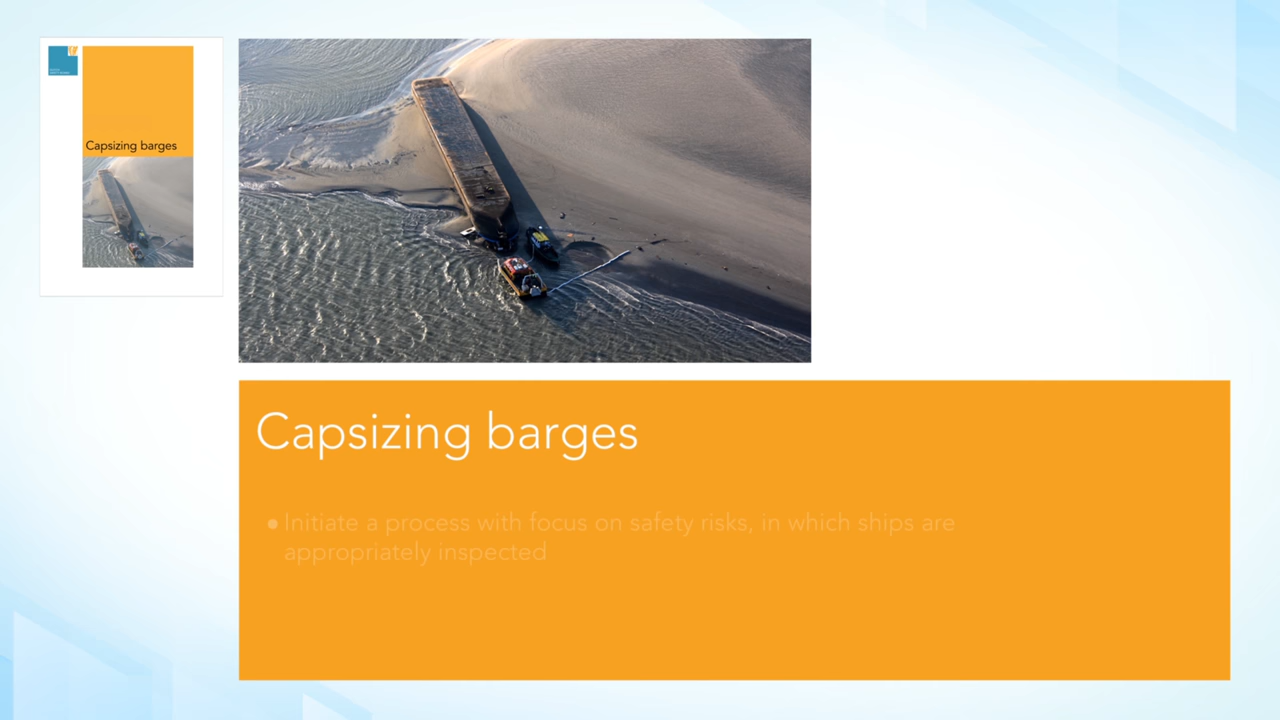 Capsizing barges
Capsizing barges
• Initiate a process with focus on safety risks, in which ships are
appropriately inspected